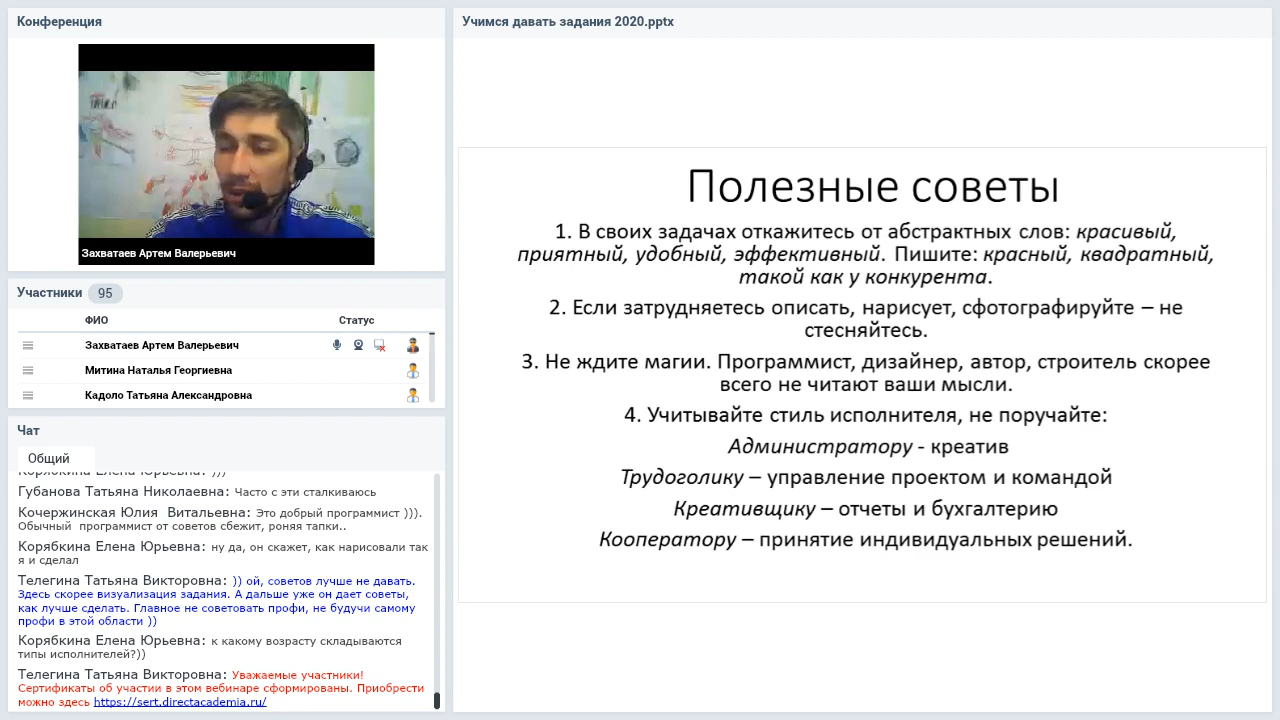 Конференция
Захватаев Артем Валерьевич
Участники 95
ФИО Статус
Захватаев Артем Валерьевич
Митина Наталья Георгиевна
Кадоло Татьяна Александровна
Чат
Общий
Корябкина Елена Юрьевна: )))
Губанова Татьяна Николаевна: Часто с эти сталкиваюсь
Кочержинская Юлия Витальевна: Это добрый программист ))).
Обычный программист от советов сбежит, роняя тапки..
Корябкина Елена Юрьевна: ну да, он скажет, как нарисовали так
я и сделал
Телегина Татьяна Викторовна: )) ой, советов лучше не давать.
Здесь скорее визуализация задания. А дальше уже он дает советы,
как лучше сделать. Главное не советовать профи, не будучи самому
профи в этой области ))
Корябкина Елена Юрьевна: к какому возрасту складываются
типы исполнителей?))
Телегина Татьяна Викторовна: Уважаемые участники!
Сертификаты об участии в этом вебинаре сформированы. Приобрести
можно здесь https://sert.directacademia.ru/
Учимся давать задания 2020.pptx
Полезные советы
1. В своих задачах откажитесь от абстрактных слов: красивый,
приятный, удобный, эффективный. Пишите: красный, квадратный,
такой как у конкурента.
2. Если затрудняетесь описать, нарисует, сфотографируйте – не
стесняйтесь.
3. Не ждите магии. Программист, дизайнер, автор, строитель скорее
всего не читают ваши мысли.
4. Учитывайте стиль исполнителя, не поручайте:
Администратору - креатив
Трудоголику – управление проектом и командой
Креативщику – отчеты и бухгалтерию
Кооператору – принятие индивидуальных решений.